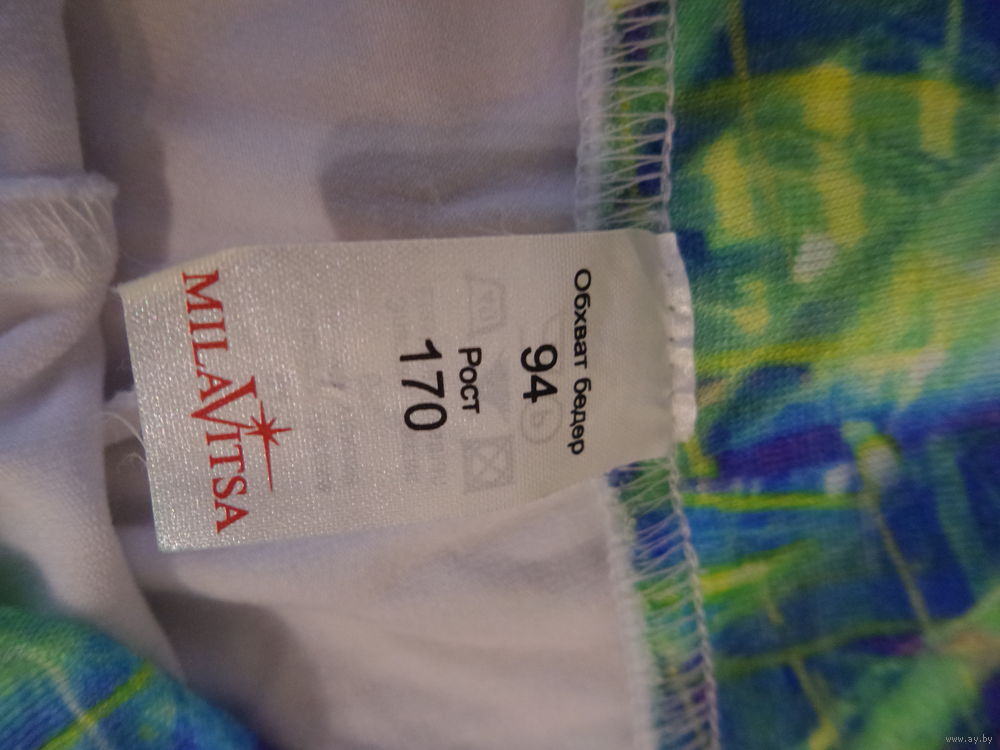 Обхват бедер
94
Рост
170
MILAVITSA
www.ay.by